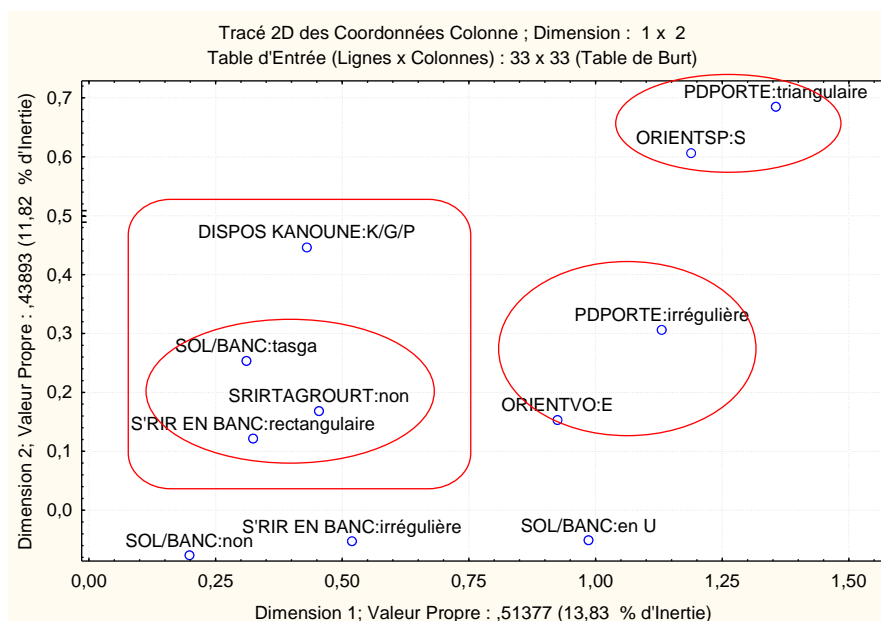 Tracé 2D des Coordonnées Colonne ; Dimension :  1 x  2
Table d'Entrée (Lignes x Colonnes) : 33 x 33 (Table de Burt)
Dimension 2; Valeur Propre : ,43893 (11,82  % d'Inertie)
0,7
0,6
0,5
0,4
0,3
0,2
0,1
0,0
PDPORTE:triangulaire
ORIENTSP:S
DISPOS KANOUNE:K/G/P
PDPORTE:irrégulière
SOL/BANC:tasga
SRIRTAGROURT:non
ORIENTVO:E
S'RIR EN BANC:rectangulaire
S'RIR EN BANC:irrégulière
SOL/BANC:en U
SOL/BANC:non
0,00
0,25
0,50
0,75
1,00
1,25
1,50
Dimension 1; Valeur Propre : ,51377 (13,83  % d'Inertie)